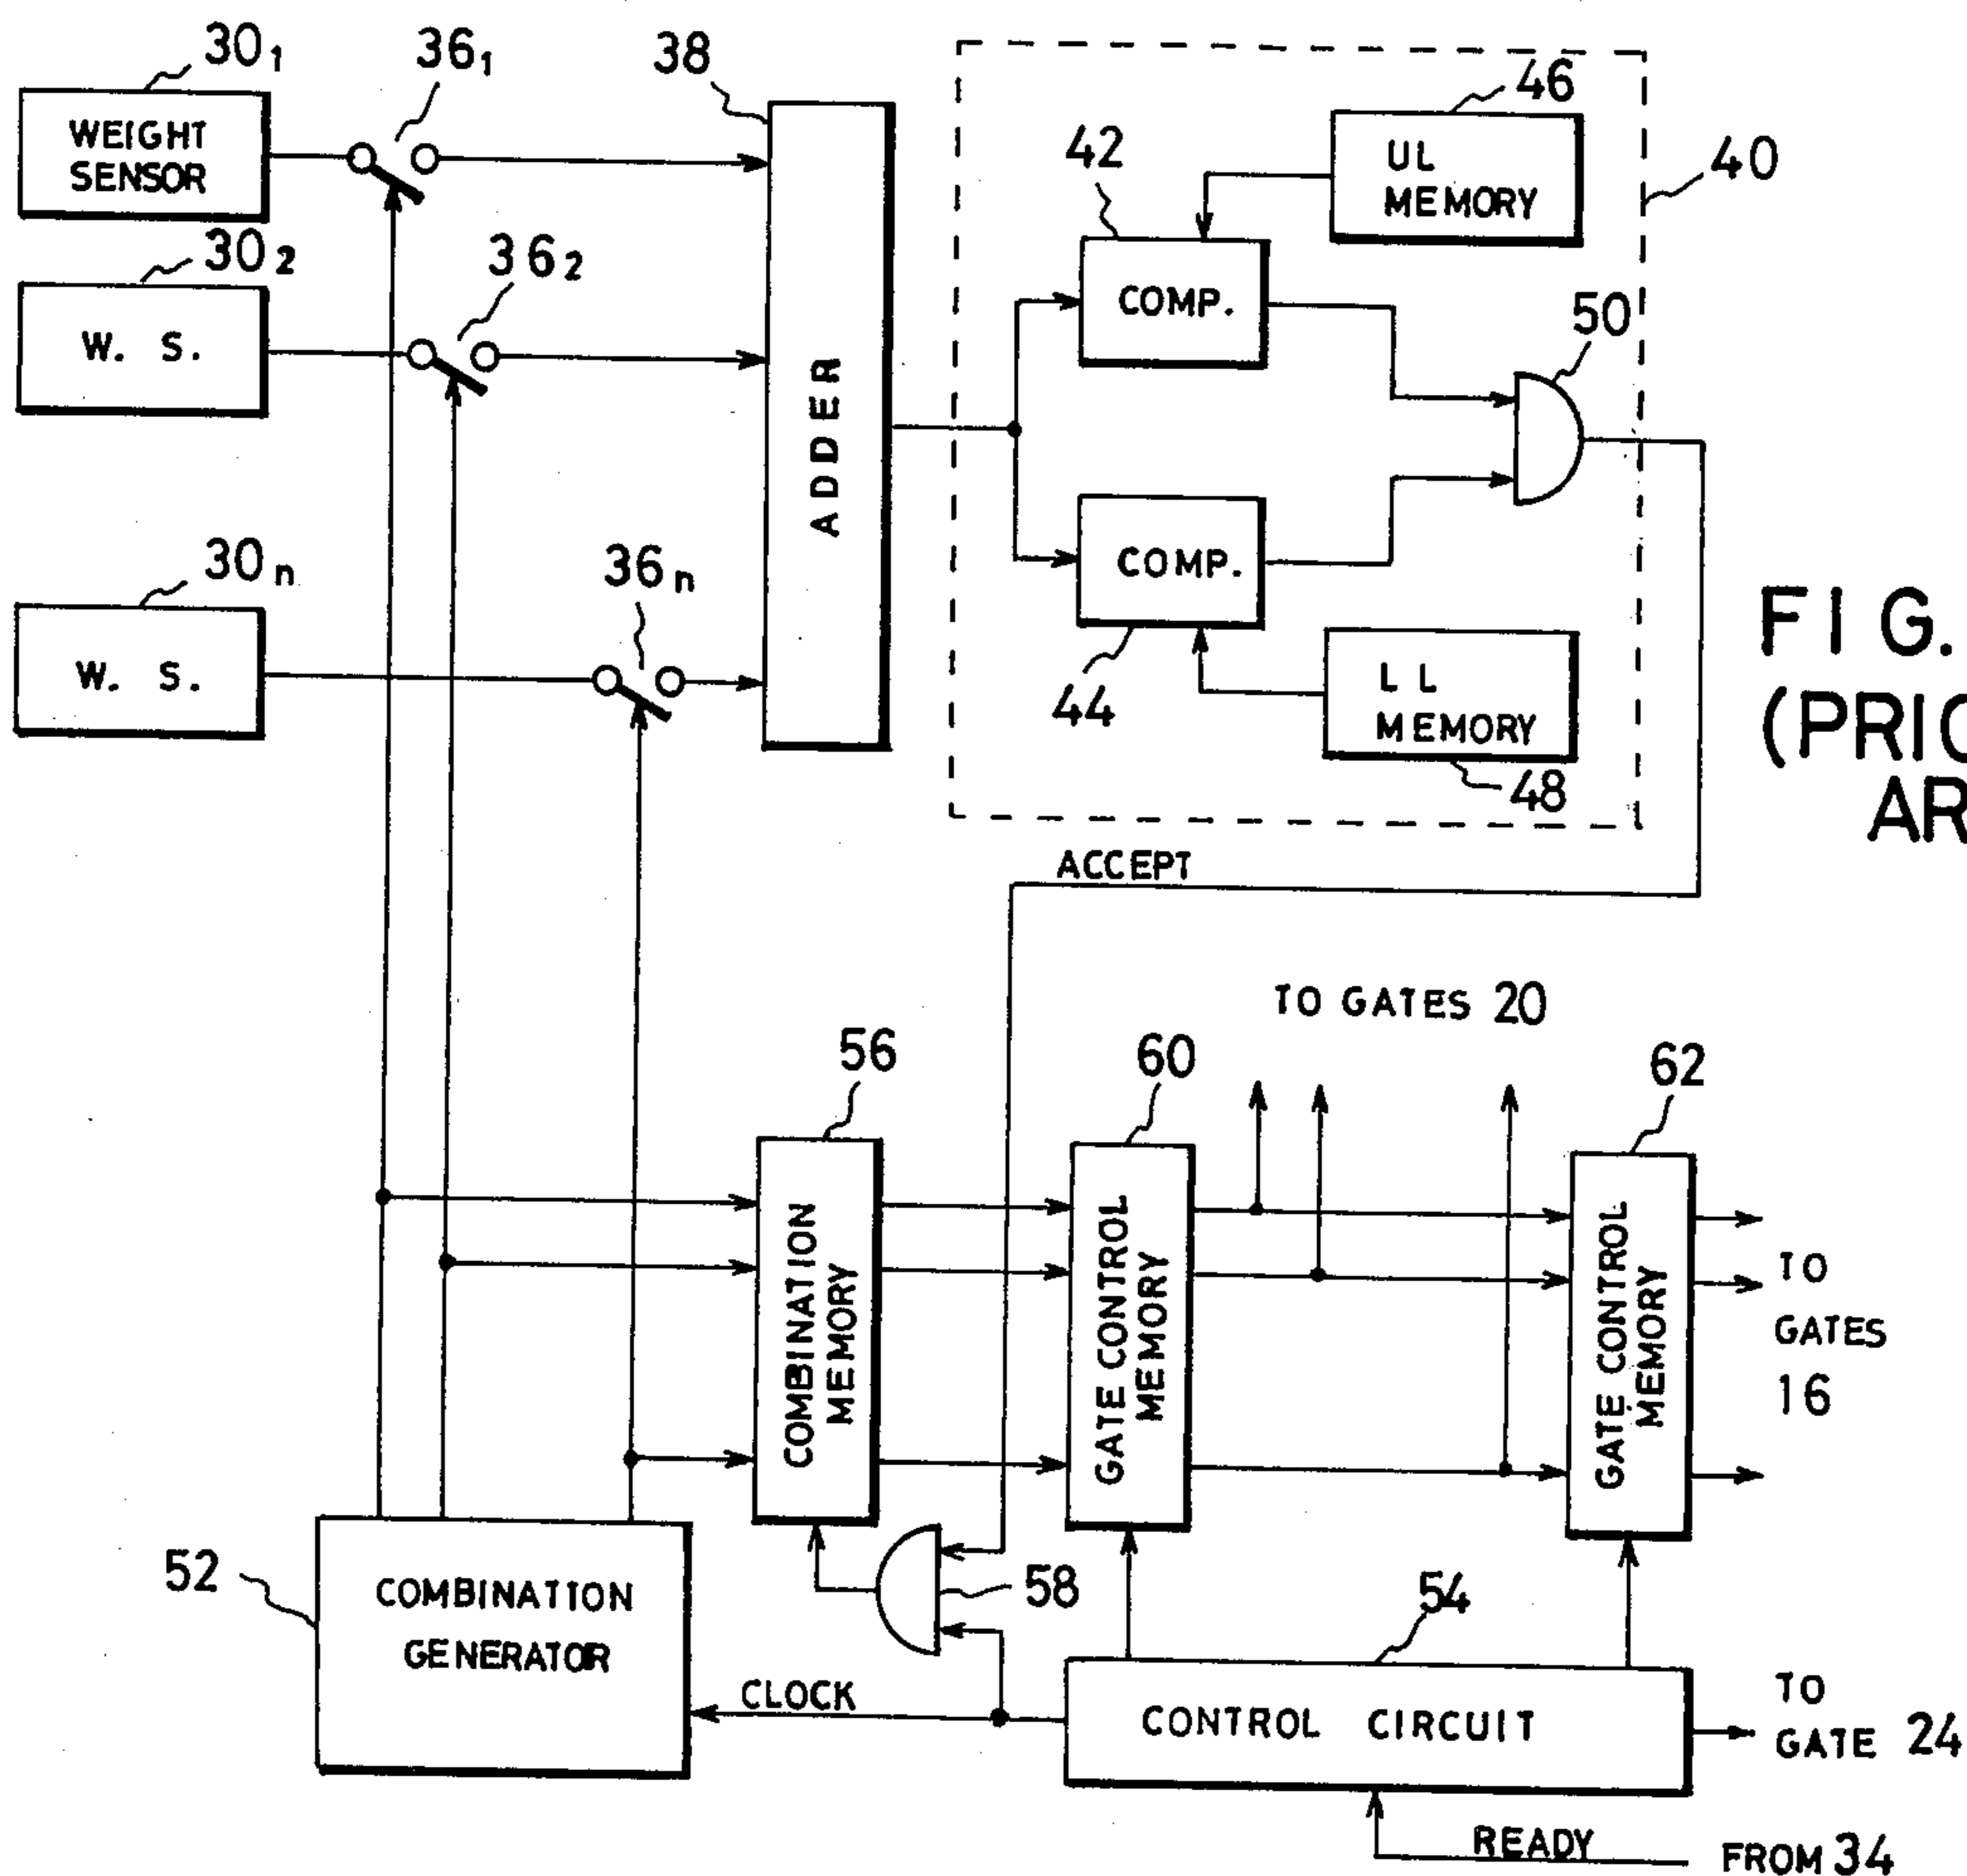 30₁
36₁
38
WEIGHT
SENSOR
46
UL
MEMORY
42
40
30₂
36₂
W. S.
COMP.
50
ADDER
30ₙ
36ₙ
W. S.
COMP.
44
LL
MEMORY
48
FIG.
(PRIO
AR
ACCEPT
TO GATES 20
56
60
62
COMBINATION
MEMORY
GATE CONTROL
MEMORY
GATE CONTROL
MEMORY
TO
GATES
16
52
COMBINATION
GENERATOR
58
54
CLOCK
CONTROL CIRCUIT
TO
GATE 24
READY
FROM 34